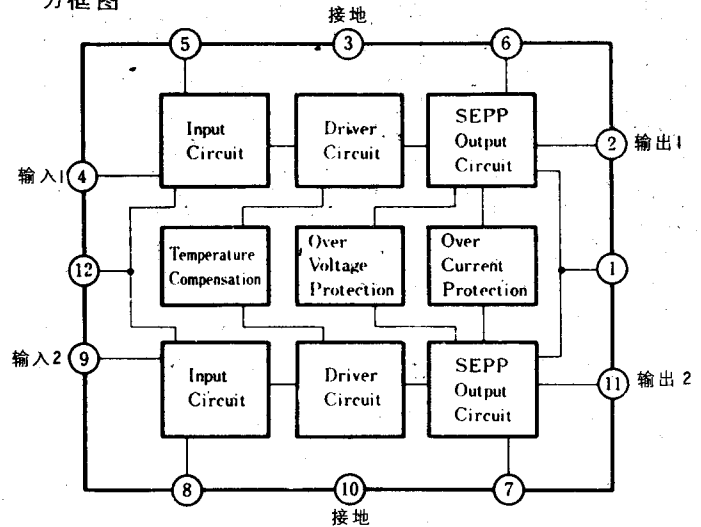 方框图
接地
5
3
6
Input
Circuit
Driver
Circuit
SEPP
Output
Circuit
2 输出1
输入1 4
Temperature
Compensation
Over
Voltage
Protection
Over
Current
Protection
12
1
输入2 9
Input
Circuit
Driver
Circuit
SEPP
Output
Circuit
11 输出2
8
10
7
接地